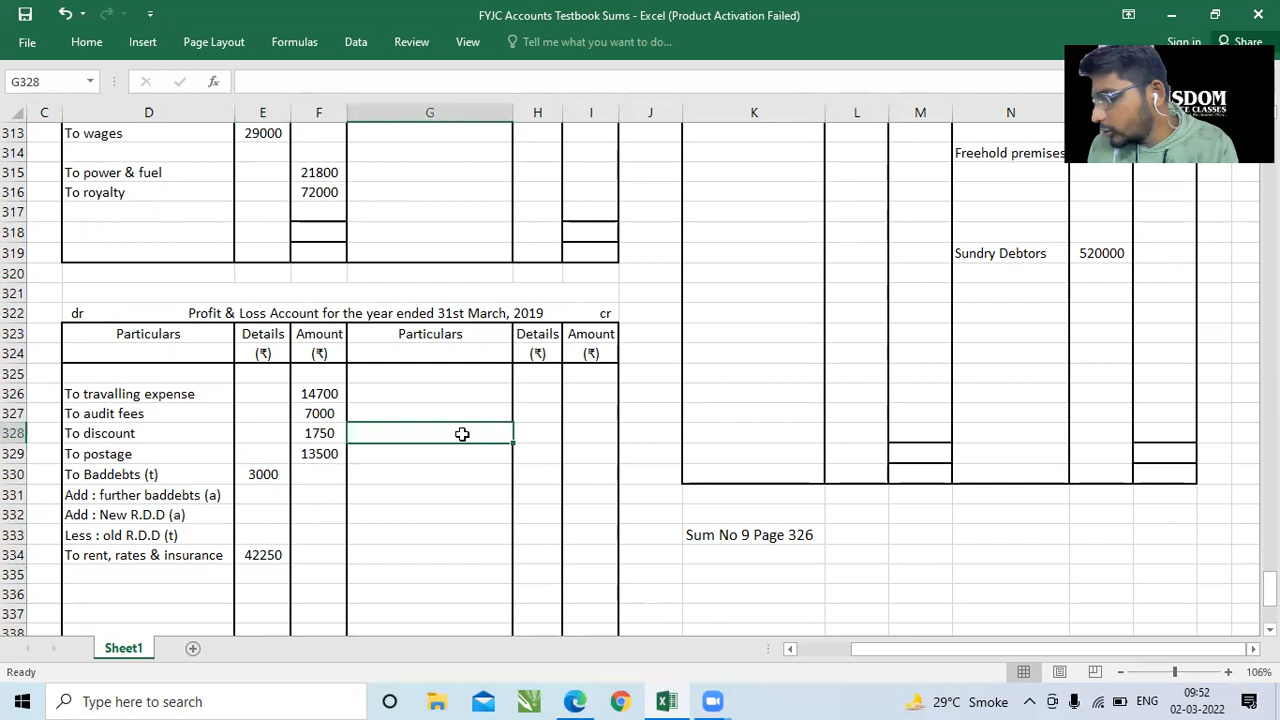 FYJC Accounts Testbook Sums - Excel (Product Activation Failed)
File Home Insert Page Layout Formulas Data Review View Tell me what you want to do... Sign in Share
G328 fx
SDOM
CE CLASSES
C D E F G H I J K L M N
313 To wages 29000
314 Freehold premises
315 To power & fuel 21800
316 To royalty 72000
317
318
319 Sundry Debtors 520000
320
321
322 dr Profit & Loss Account for the year ended 31st March, 2019 cr
323 Particulars Details Amount Particulars Details Amount
324 (₹) (₹) (₹) (₹)
325
326 To travalling expense 14700
327 To audit fees 7000
328 To discount 1750
329 To postage 13500
330 To Baddebts (t) 3000
331 Add : further baddebts (a)
332 Add : New R.D.D (a)
333 Less : old R.D.D (t) Sum No 9 Page 326
334 To rent, rates & insurance 42250
335
336
337
338
Sheet1
Ready 106%
Type here to search 29°C Smoke ENG 09:52
02-03-2022